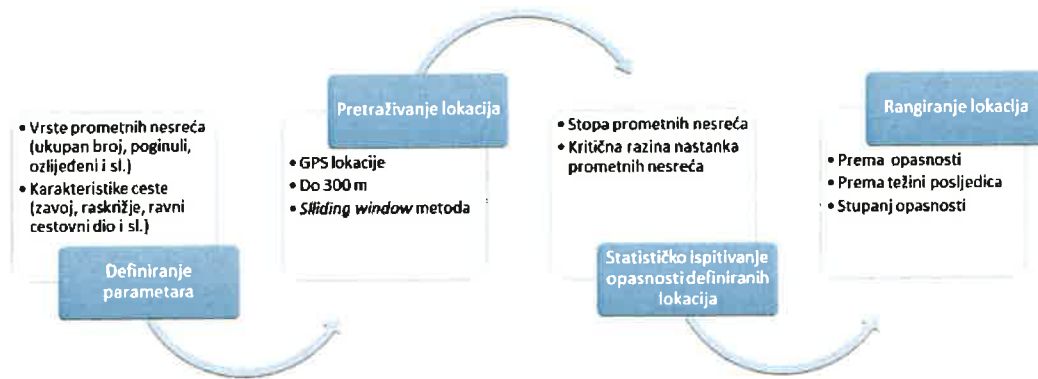 • Vrste prometnih nesreća
(ukupan broj, poginuli,
ozlijeđeni i sl.)
• Karakteristike ceste
(zavoj, raskrižje, ravni
cestovni dio i sl.)
Definiranje
parametara
Pretraživanje lokacija
• GPS lokacije
• Do 300 m
• Slliding window metoda
• Stopa prometnih nesreća
• Kritična razina nastanka
prometnih nesreća
Statističko ispitivanje
opasnosti definiranih
lokacija
Rangiranje lokacija
• Prema opasnosti
• Prema težini posljedica
• Stupanj opasnosti